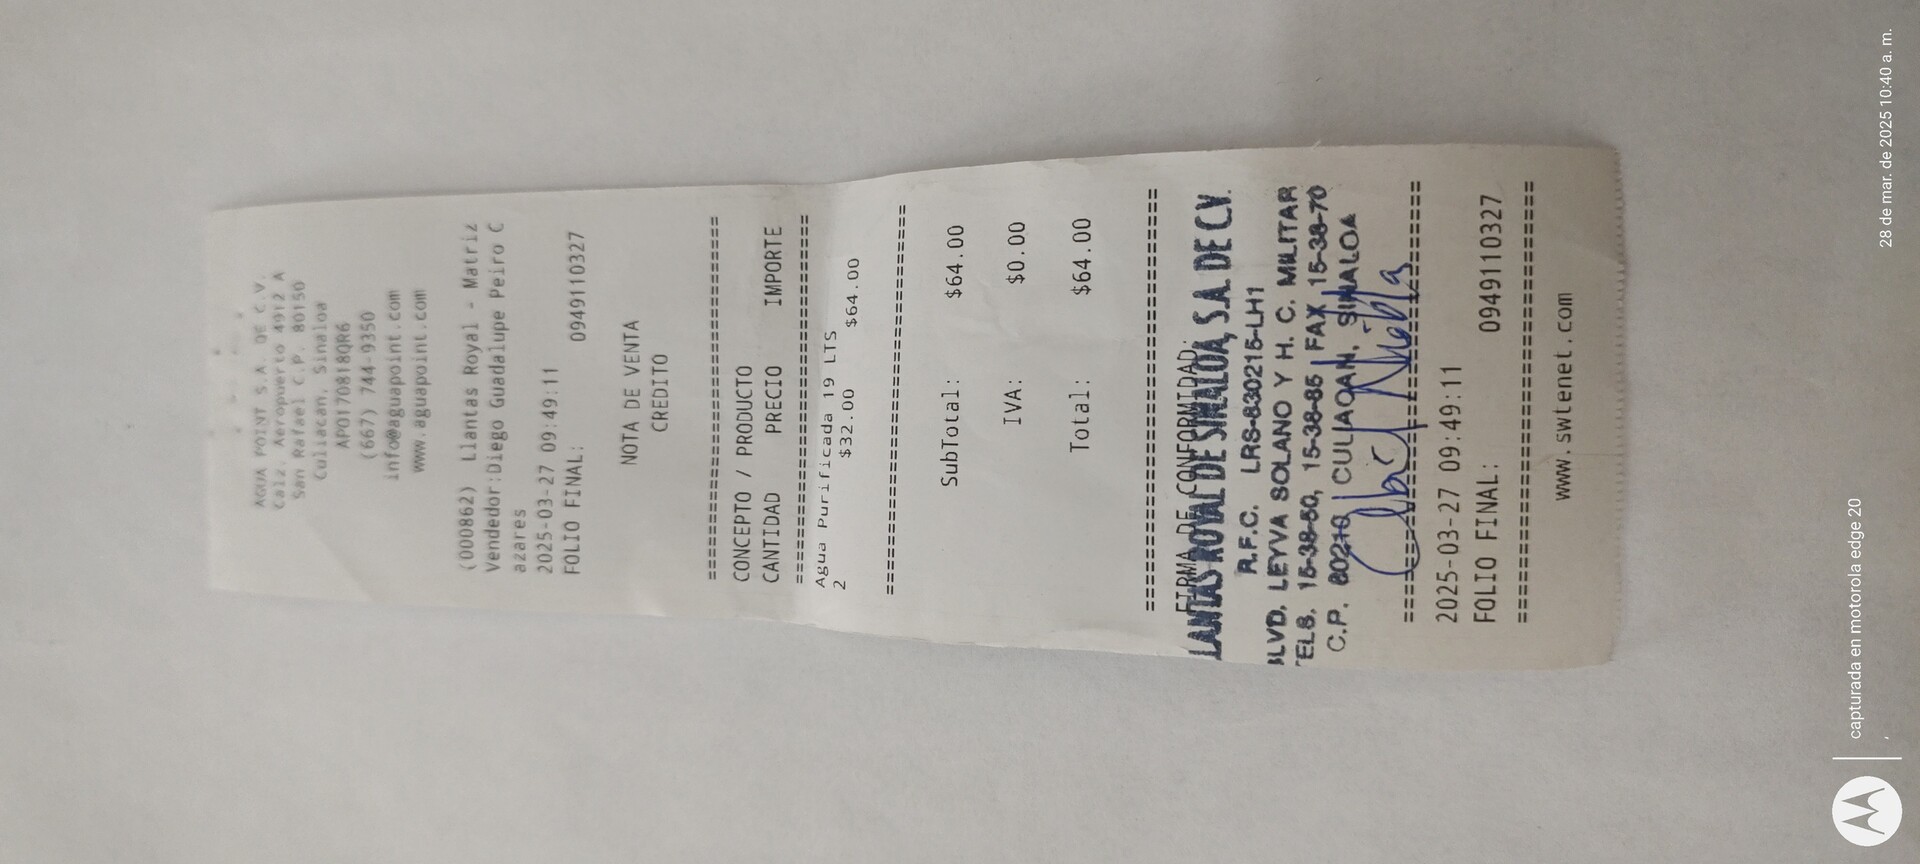 AGUA POINT S.A. DE C.V.
Calz. Aeropuerto 4912 A
San Rafael C.P. 80150
Culiacan, Sinaloa
APO170818QR6
(667) 744-9350
info@aguapoint.com
www.aguapoint.com
(000862) Llantas Royal - Matriz
Vendedor:Diego Guadalupe Peiro C
azares
2025-03-27 09:49:11
FOLIO FINAL: 0949110327
NOTA DE VENTA
CREDITO
================================
CONCEPTO / PRODUCTO
CANTIDAD PRECIO IMPORTE
================================
Agua Purificada 19 LTS
2 $32.00 $64.00
================================
SubTotal: $64.00
IVA: $0.00
Total: $64.00
================================
FIRMA DE CONFORMIDAD:
LANTAS ROYAL DE SINALOA, S.A. DE C.V.
R.F.C. LRS-830215-LH1
BLVD. LEYVA SOLANO Y H. C. MILITAR
TELS. 15-38-50, 15-38-85 FAX 15-38-70
C.P. 80210 CULIACAN, SINALOA
================================
2025-03-27 09:49:11
FOLIO FINAL: 0949110327
================================
www.swtenet.com
capturada en motorola edge 20
28 de mar. de 2025 10:40 a. m.